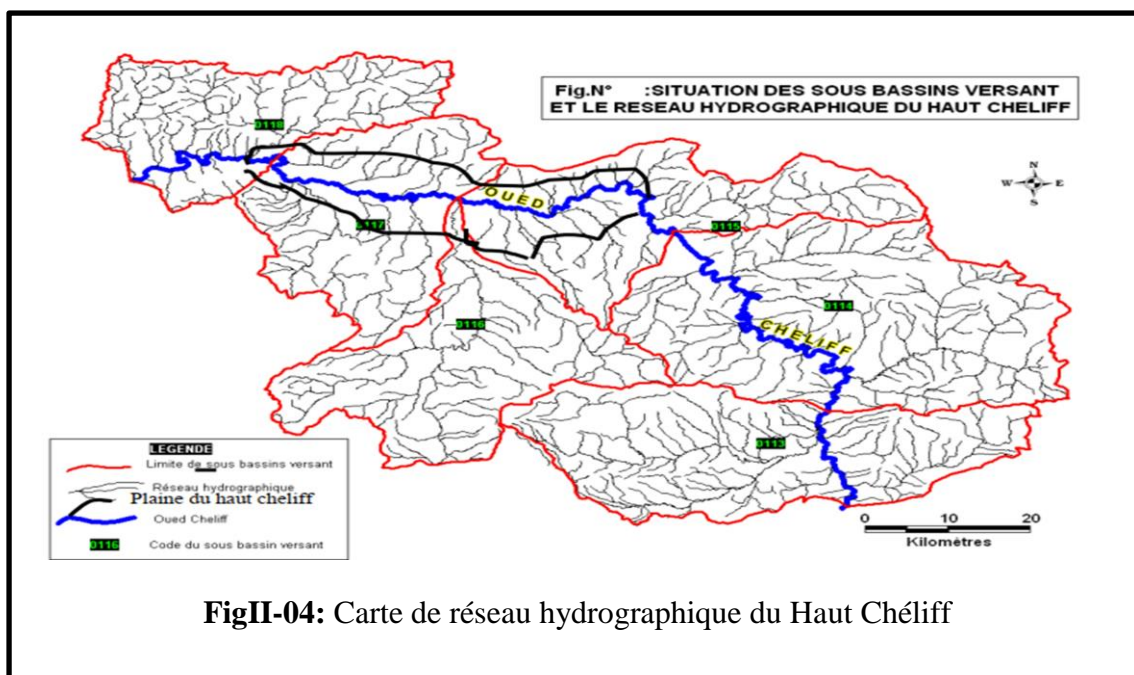 Fig.N° :SITUATION DES SOUS BASSINS VERSANT
ET LE RESEAU HYDROGRAPHIQUE DU HAUT CHELIFF
0118
N
W E
S
OUED
0117
0115
0114
0116
CHELIFF
0113
LEGENDE
Limite de sous bassins versant
Réseau hydrographique
Plaine du haut cheliff
Oued Cheliff
0116 Code du sous bassin versant
0 10 20
Kilométres
FigII-04: Carte de réseau hydrographique du Haut Chéliff